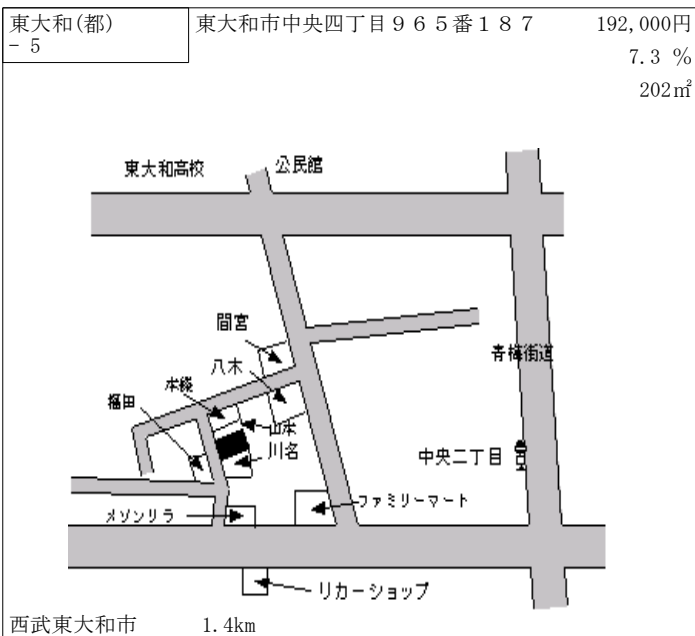 東大和(都)
- 5
東大和市中央四丁目９６５番１８７
192,000円
7.3 %
202㎡
東大和高校
公民館
間宮
青梅街道
八木
本綴
福田
山本
川名
中央二丁目
メゾンリラ
ファミリーマート
リカーショップ
西武東大和市
1.4km